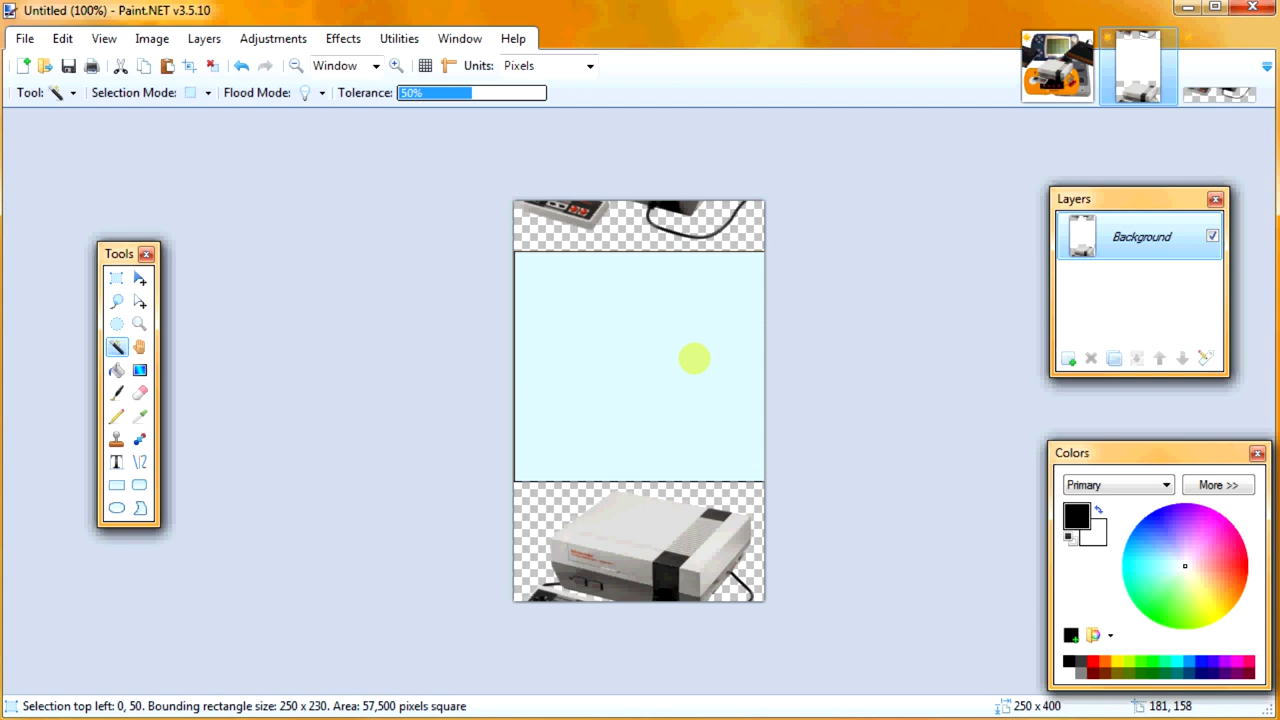 Untitled (100%) - Paint.NET v3.5.10
File Edit View Image Layers Adjustments Effects Utilities Window Help
Window Units: Pixels
Tool: Selection Mode: Flood Mode: Tolerance: 50%
Layers
Background
Tools
Colors
Primary More >>
Selection top left: 0, 50. Bounding rectangle size: 250 x 230. Area: 57,500 pixels square 250 x 400 181, 158